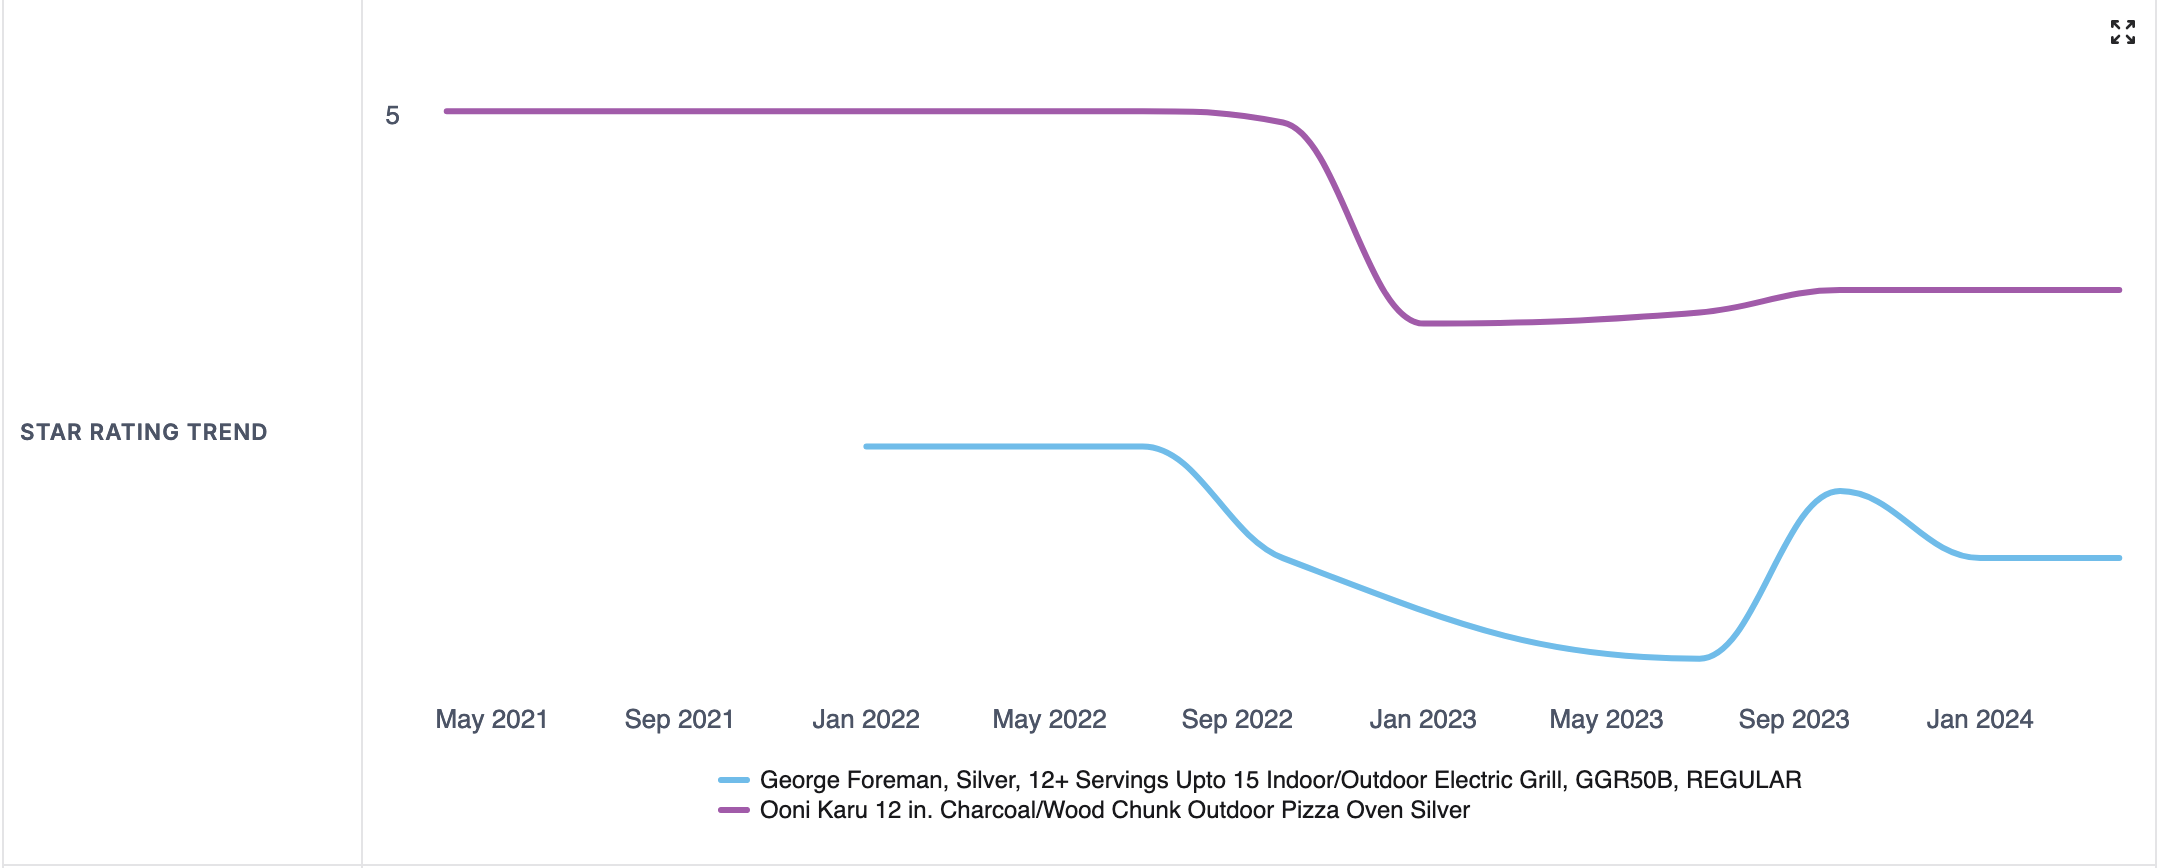 5
STAR RATING TREND
May 2021 Sep 2021 Jan 2022 May 2022 Sep 2022 Jan 2023 May 2023 Sep 2023 Jan 2024
George Foreman, Silver, 12+ Servings Upto 15 Indoor/Outdoor Electric Grill, GGR50B, REGULAR
Ooni Karu 12 in. Charcoal/Wood Chunk Outdoor Pizza Oven Silver